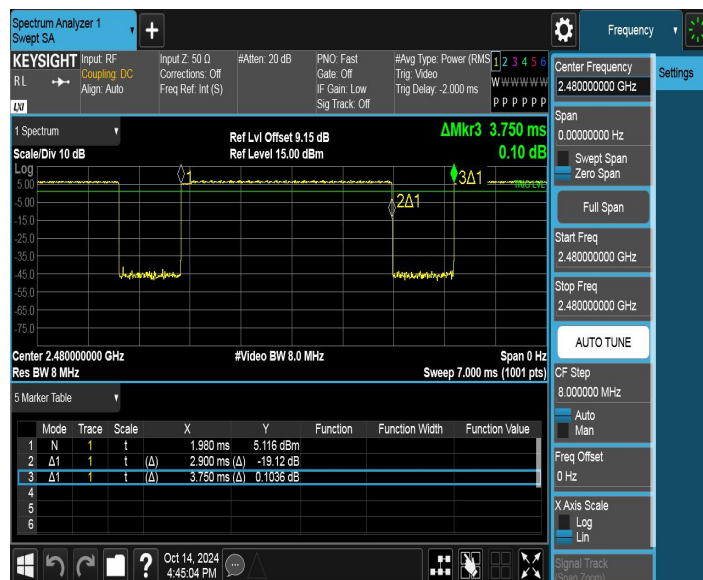 Spectrum Analyzer 1
Swept SA
+
Frequency
KEYSIGHT
RL
LXI
Input: RF
Coupling: DC
Align: Auto
Input Z: 50 Ω
Corrections: Off
Freq Ref: Int (S)
#Atten: 20 dB
PNO: Fast
Gate: Off
IF Gain: Low
Sig Track: Off
#Avg Type: Power (RMS
Trig: Video
Trig Delay: -2.000 ms
1 2 3 4 5 6
W W W W W W
P P P P P P
Center Frequency
2.480000000 GHz
Settings
Span
0.00000000 Hz
Swept Span
Zero Span
Full Span
Start Freq
2.480000000 GHz
Stop Freq
2.480000000 GHz
AUTO TUNE
CF Step
8.000000 MHz
Auto
Man
Freq Offset
0 Hz
X Axis Scale
Log
Lin
Signal Track
(Span Zoom)
1 Spectrum
Scale/Div 10 dB
Ref Lvl Offset 9.15 dB
Ref Level 15.00 dBm
ΔMkr3 3.750 ms
0.10 dB
Log
5.00
-5.00
-15.0
-25.0
-35.0
-45.0
-55.0
-65.0
-75.0
1
2Δ1
3Δ1
TRIG LVL
Center 2.480000000 GHz
Res BW 8 MHz
#Video BW 8.0 MHz
Span 0 Hz
Sweep 7.000 ms (1001 pts)
5 Marker Table
Mode Trace Scale X Y Function Function Width Function Value
1 N 1 t 1.980 ms 5.116 dBm
2 Δ1 1 t (Δ) 2.900 ms (Δ) -19.12 dB
3 Δ1 1 t (Δ) 3.750 ms (Δ) 0.1036 dB
4
5
6
?
Oct 14, 2024
4:45:04 PM